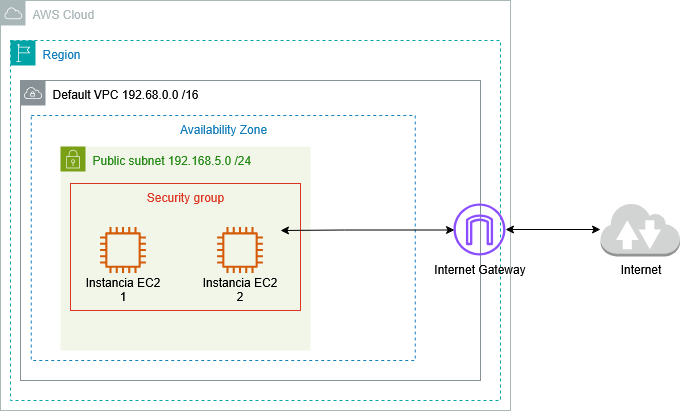 AWS Cloud
Region
Default VPC 192.68.0.0 /16
Availability Zone
Public subnet 192.168.5.0 /24
Security group
Instancia EC2
1
Instancia EC2
2
Internet Gateway
Internet